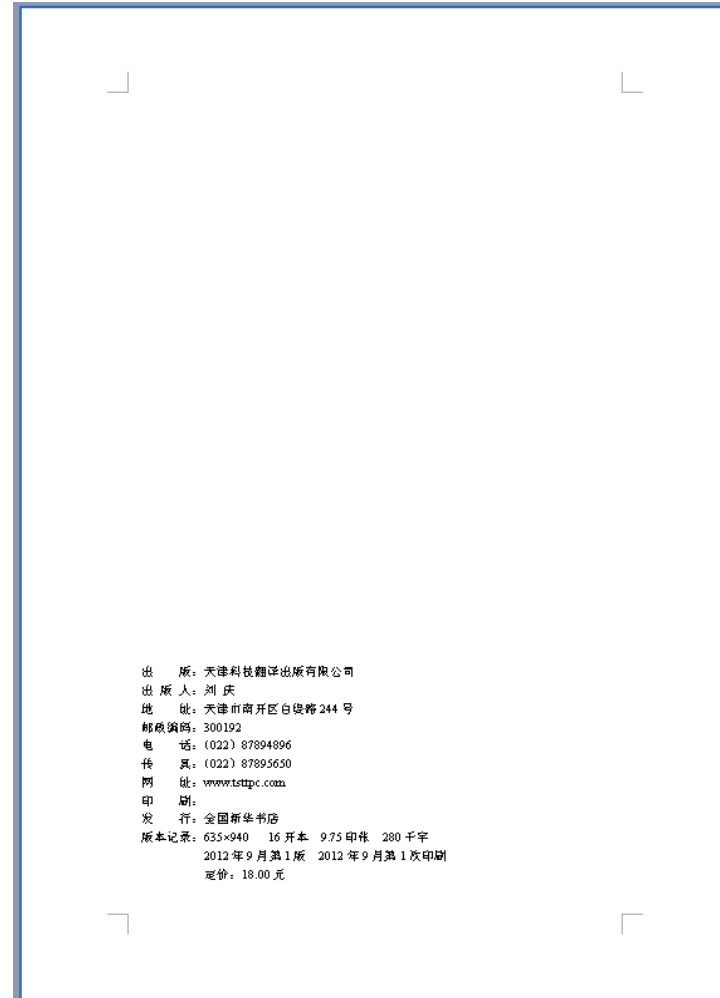 出　　版：天津科技翻译出版有限公司
出 版 人：刘 庆
地　　址：天津市南开区白堤路 244 号
邮政编码：300192
电　　话：（022）87894896
传　　真：（022）87895650
网　　址：www.tsttpc.com
印　　刷：
发　　行：全国新华书店
版本记录：635×940　16 开本　9.75 印张　280 千字
2012 年 9 月第 1 版　2012 年 9 月第 1 次印刷
定价：18.00 元